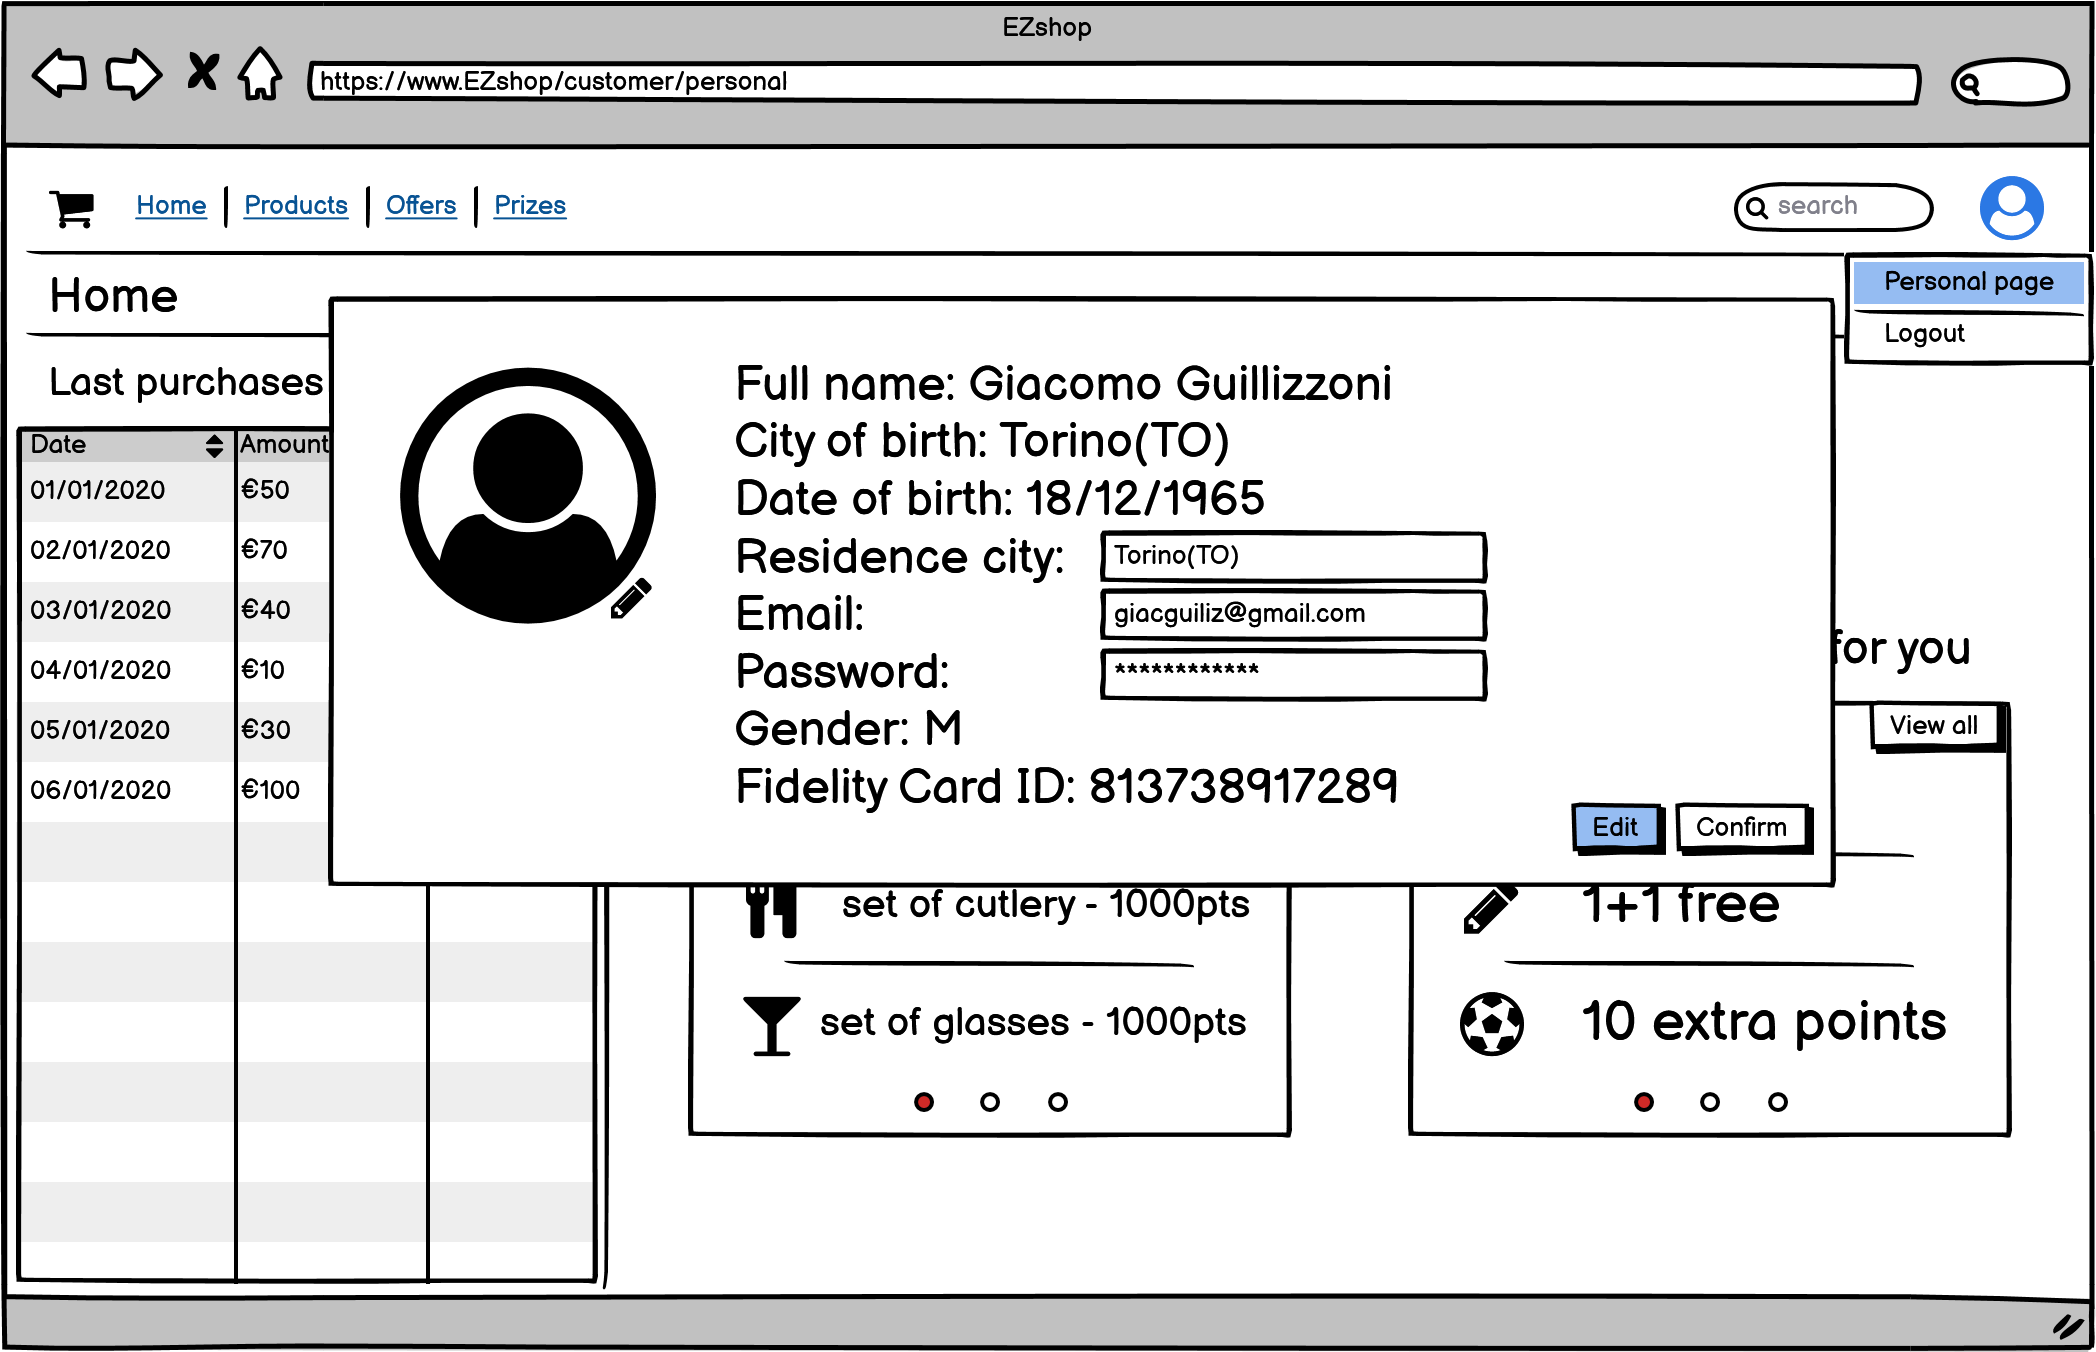 EZshop
https://www.EZshop/customer/personal
Home
Products
Offers
Prizes
search
Personal page
Logout
Home
Last purchases
Date
Amount
01/01/2020 €50
02/01/2020 €70
03/01/2020 €40
04/01/2020 €10
05/01/2020 €30
06/01/2020 €100
Full name: Giacomo Guillizzoni
City of birth: Torino(TO)
Date of birth: 18/12/1965
Residence city: Torino(TO)
Email: giacguiliz@gmail.com
Password: ************
Gender: M
Fidelity Card ID: 813738917289
Edit
Confirm
for you
View all
set of cutlery - 1000pts
set of glasses - 1000pts
1+1 free
10 extra points